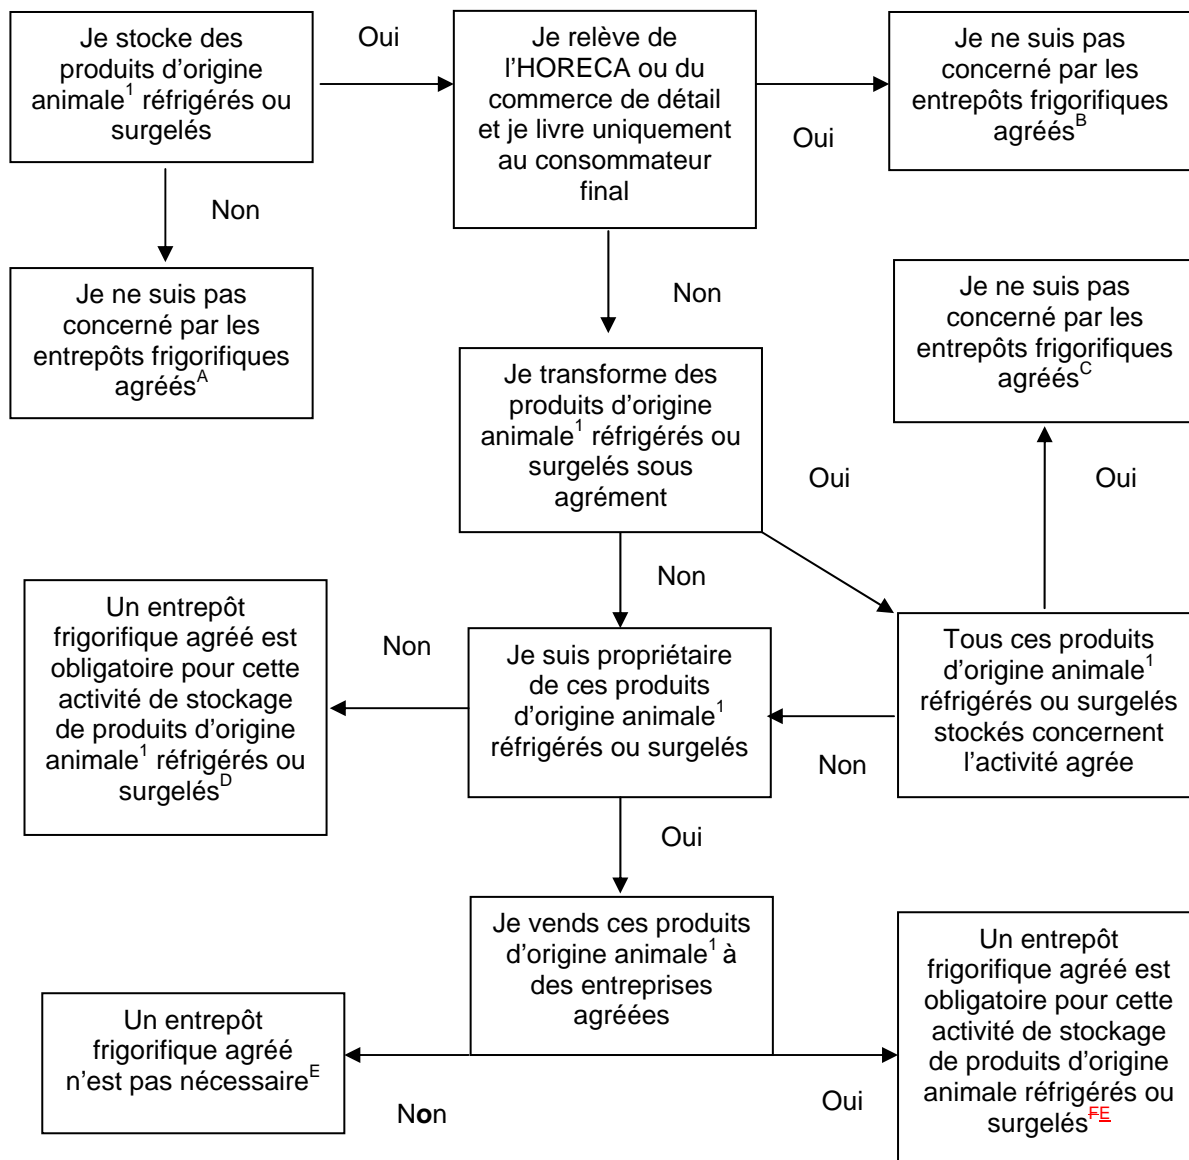 Je stocke des
produits d'origine
animale¹ réfrigérés ou
surgelés
Oui
Je relève de
l'HORECA ou du
commerce de détail
et je livre uniquement
au consommateur
final
Oui
Je ne suis pas
concerné par les
entrepôts frigorifiques
agréés^B
Non
Je ne suis pas
concerné par les
entrepôts frigorifiques
agréés^A
Non
Je ne suis pas
concerné par les
entrepôts frigorifiques
agréés^C
Je transforme des
produits d'origine
animale¹ réfrigérés ou
surgelés sous
agrément
Oui
Oui
Non
Un entrepôt
frigorifique agréé est
obligatoire pour cette
activité de stockage
de produits d'origine
animale¹ réfrigérés ou
surgelés^D
Non
Je suis propriétaire
de ces produits
d'origine animale¹
réfrigérés ou surgelés
Non
Tous ces produits
d'origine animale¹
réfrigérés ou surgelés
stockés concernent
l'activité agrée
Oui
Je vends ces produits
d'origine animale¹ à
des entreprises
agréées
Un entrepôt
frigorifique agréé
n'est pas nécessaire^E
Non
Oui
Un entrepôt
frigorifique agréé est
obligatoire pour cette
activité de stockage
de produits d'origine
animale réfrigérés ou
surgelés^FE